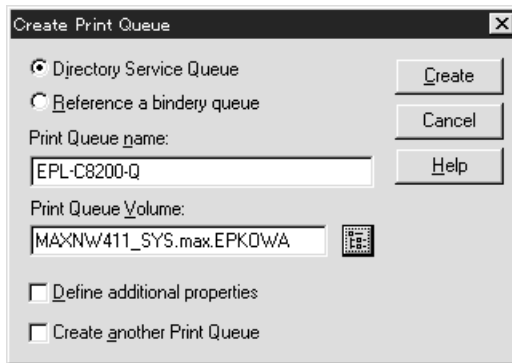 Create Print Queue
Directory Service Queue
Reference a bindery queue
Print Queue name:
EPL-C8200-Q
Print Queue Volume:
MAXNW411_SYS.max.EPKOWA
Define additional properties
Create another Print Queue
Create
Cancel
Help